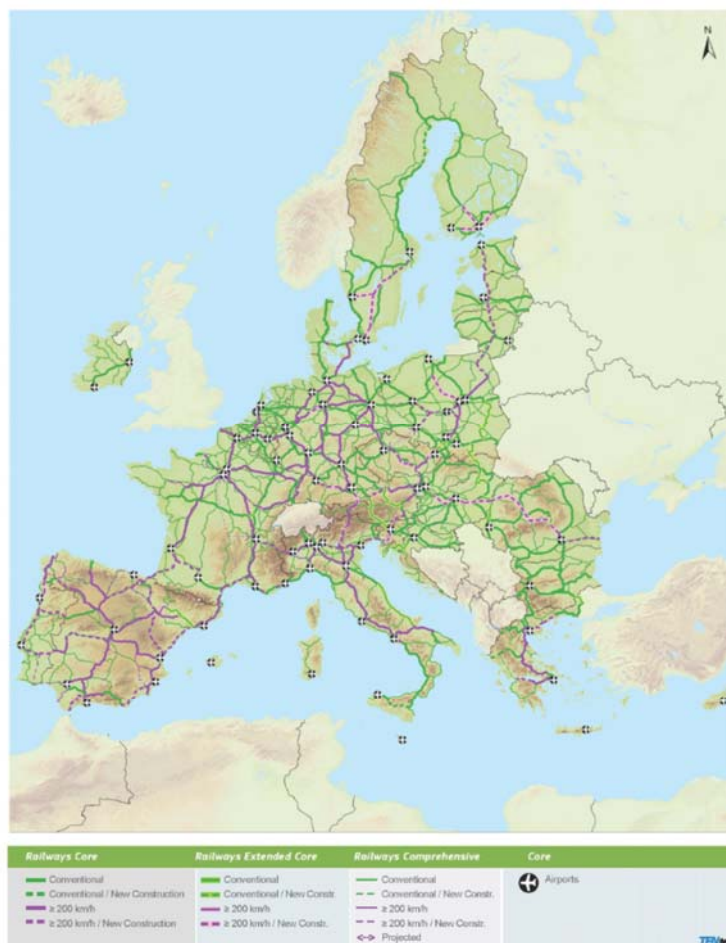 N
Railways Core
Conventional
Conventional / New Construction
≥ 200 km/h
≥ 200 km/h / New Construction
Railways Extended Core
Conventional
Conventional / New Constr.
≥ 200 km/h
≥ 200 km/h / New Constr.
Railways Comprehensive
Conventional
Conventional / New Constr.
≥ 200 km/h
≥ 200 km/h / New Constr.
Projected
Core
Airports